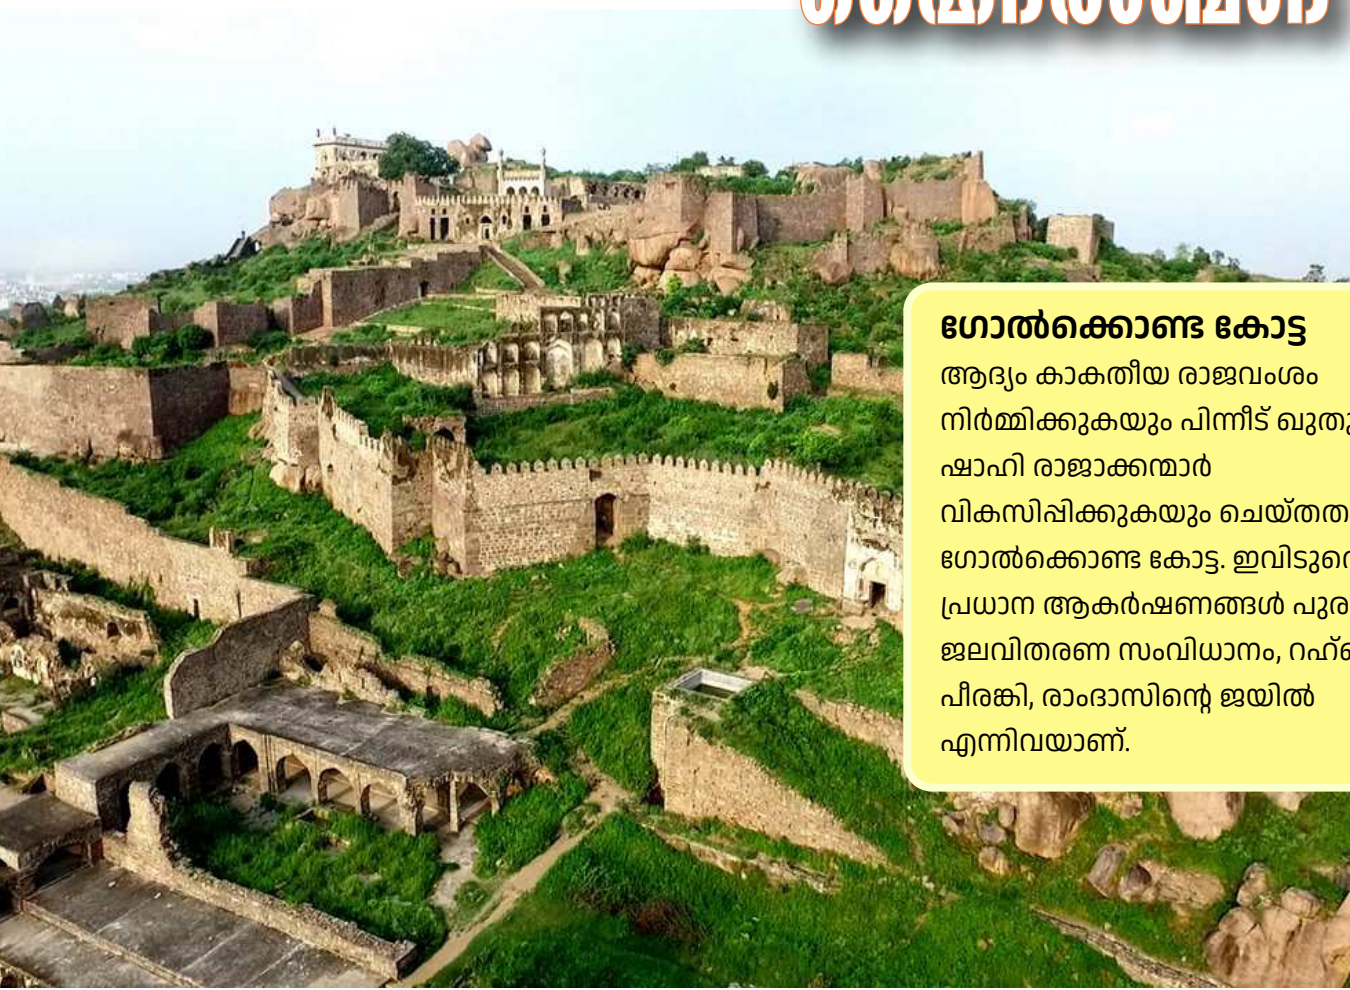 ഗോൽക്കൊണ്ട കോട്ട
ആദ്യം കാകതീയ രാജവംശം
നിർമ്മിക്കുകയും പിന്നീട്
ഷാഹി രാജാക്കന്മാർ
വികസിപ്പിക്കുകയും
ഗോൽക്കൊണ്ട കോട്ട.
പ്രധാന ആകർഷണങ്ങൾ
ജലവിതരണ സംവിധാനം,
പീരങ്കി, രാംദാസിന്റെ ജയിൽ
എന്നിവയാണ്.